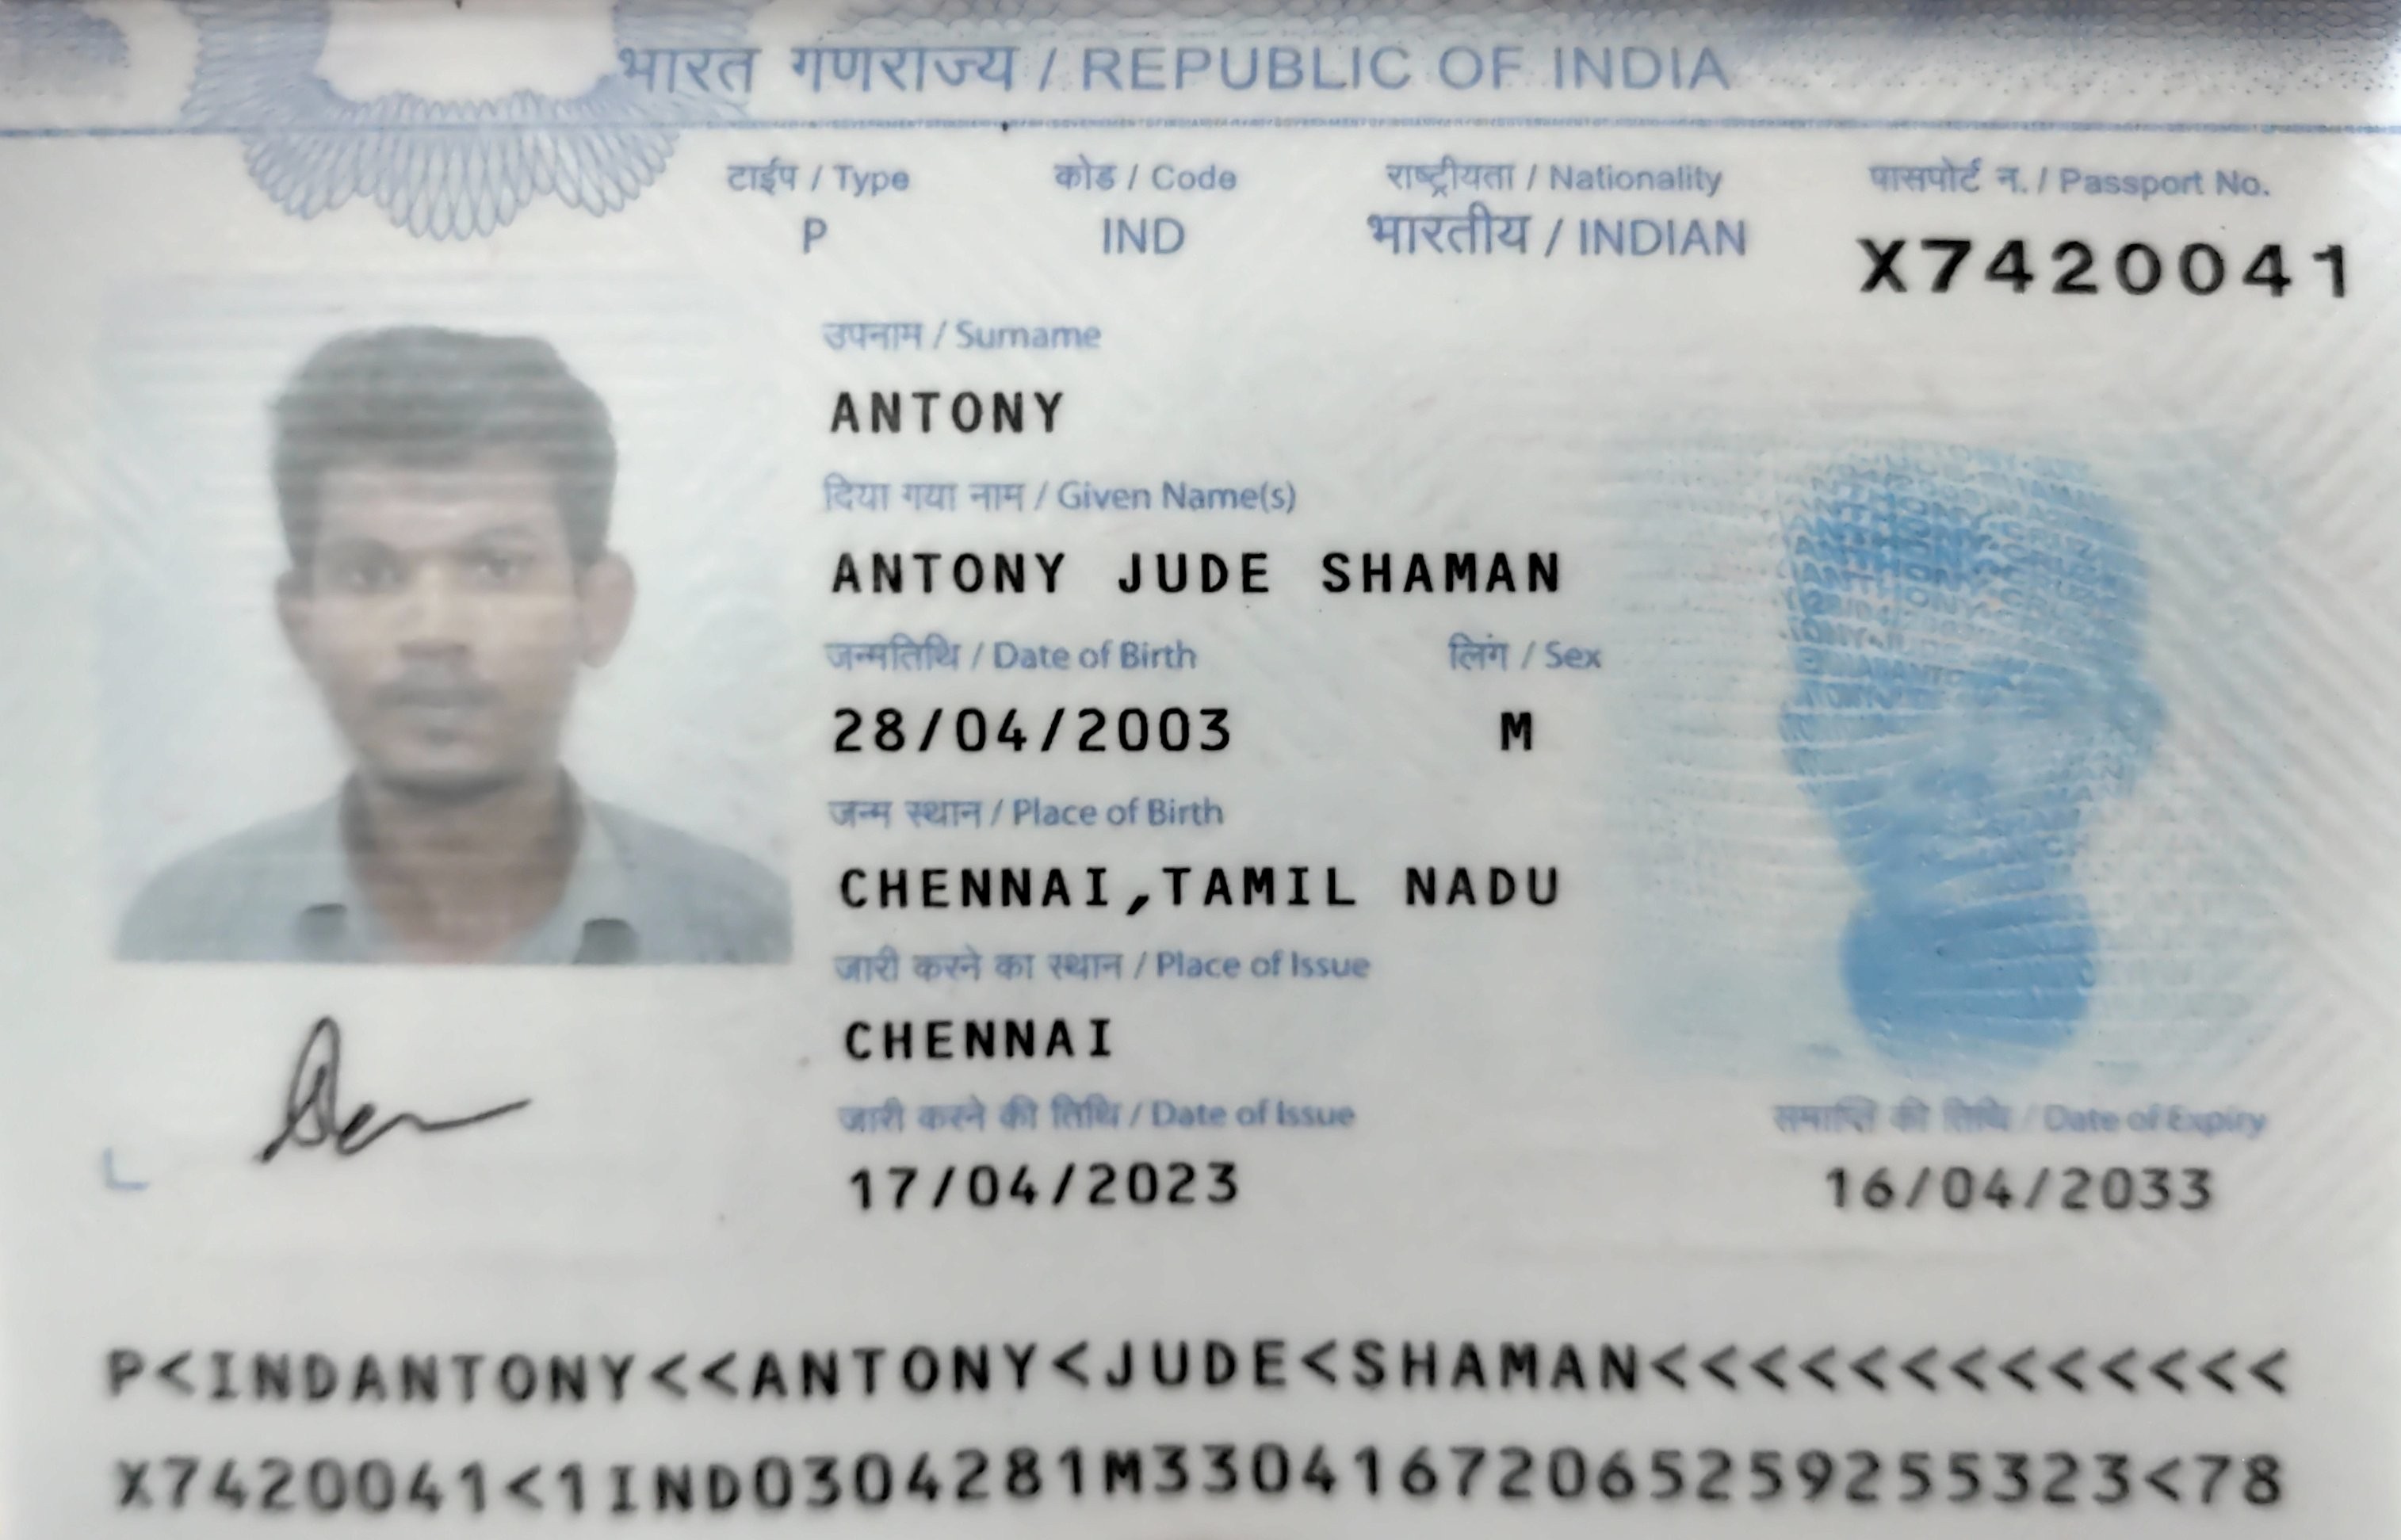 भारत गणराज्य / REPUBLIC OF INDIA
टाईप / Type कोड / Code राष्ट्रीयता / Nationality पासपोर्ट न. / Passport No.
P IND भारतीय / INDIAN X7420041
उपनाम / Surname
ANTONY
दिया गया नाम / Given Name(s)
ANTONY JUDE SHAMAN
जन्मतिथि / Date of Birth लिंग / Sex
28/04/2003 M
जन्म स्थान / Place of Birth
CHENNAI,TAMIL NADU
जारी करने का स्थान / Place of Issue
CHENNAI
जारी करने की तिथि / Date of Issue समाप्ति की तिथि / Date of Expiry
17/04/2023 16/04/2033
P<INDANTONY<<ANTONY<JUDE<SHAMAN<<<<<<<<<<<<<
X7420041<1IND0304281M3304167206525925532​3<78